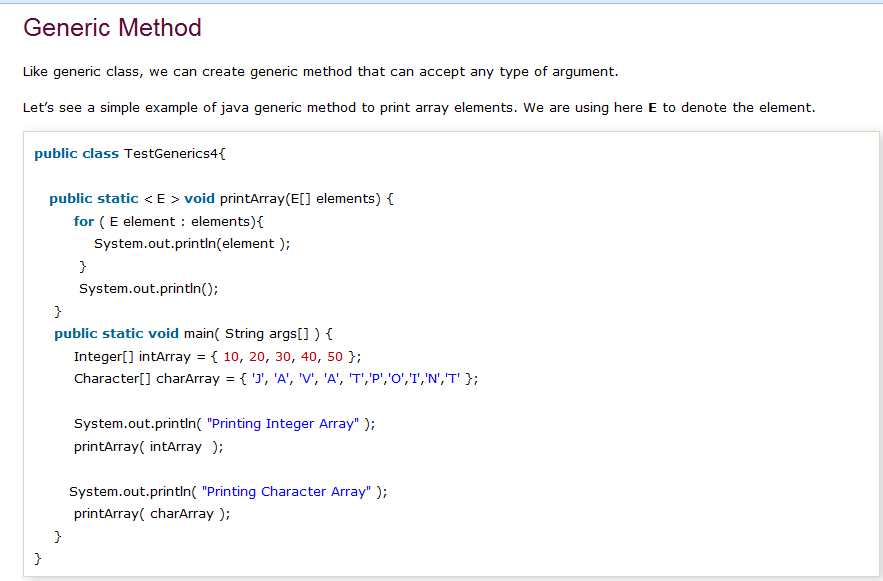 Generic Method
Like generic class, we can create generic method that can accept any type of argument.
Let's see a simple example of java generic method to print array elements. We are using here E to denote the element.
public class TestGenerics4{
public static < E > void printArray(E[] elements) {
for ( E element : elements){
System.out.println(element );
}
System.out.println();
}
public static void main( String args[] ) {
Integer[] intArray = { 10, 20, 30, 40, 50 };
Character[] charArray = { 'J', 'A', 'V', 'A', 'T','P','O','I','N','T' };
System.out.println( "Printing Integer Array" );
printArray( intArray  );
System.out.println( "Printing Character Array" );
printArray( charArray );
}
}